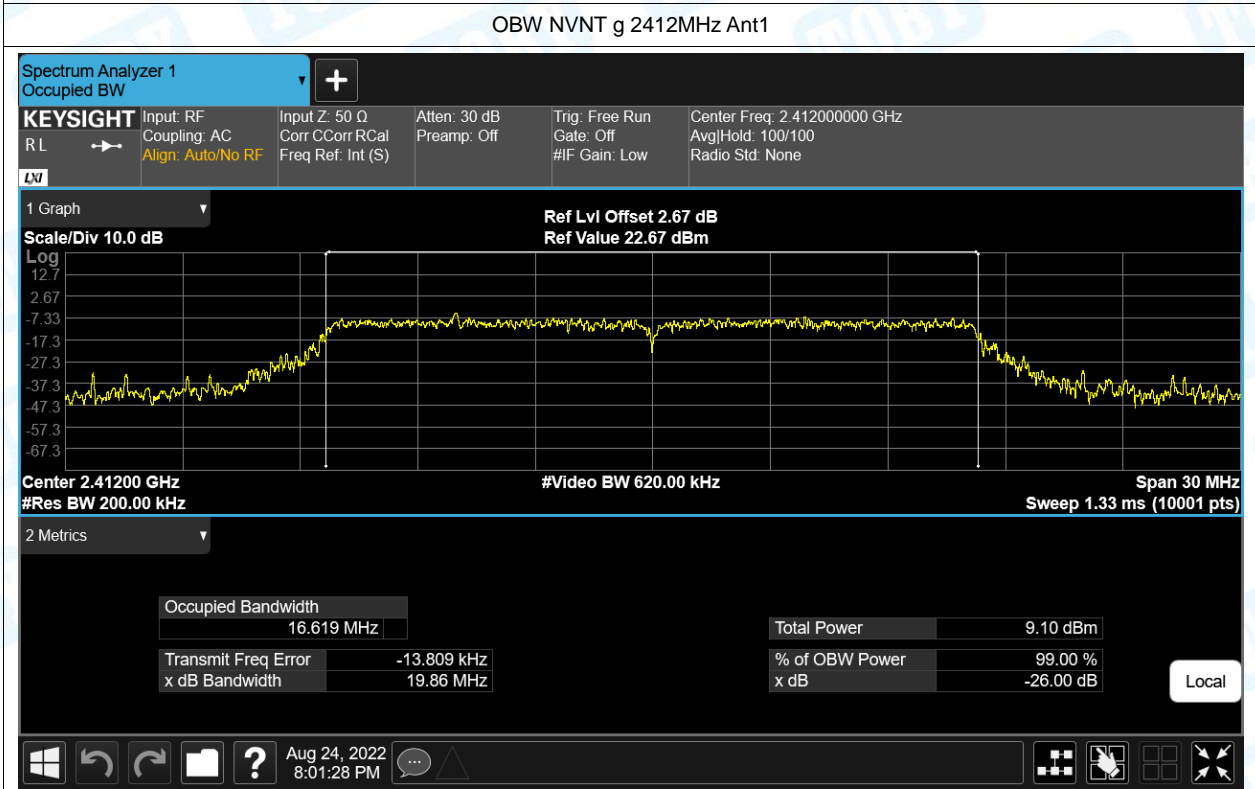 OBW NVNT g 2412MHz Ant1
Spectrum Analyzer 1
Occupied BW
KEYSIGHT
R L
LXI
Input: RF
Coupling: AC
Align: Auto/No RF
Input Z: 50 Ω
Corr CCorr RCal
Freq Ref: Int (S)
Atten: 30 dB
Preamp: Off
Trig: Free Run
Gate: Off
#IF Gain: Low
Center Freq: 2.412000000 GHz
Avg|Hold: 100/100
Radio Std: None
1 Graph
Scale/Div 10.0 dB
Ref Lvl Offset 2.67 dB
Ref Value 22.67 dBm
Log
12.7
2.67
-7.33
-17.3
-27.3
-37.3
-47.3
-57.3
-67.3
Center 2.41200 GHz
#Res BW 200.00 kHz
#Video BW 620.00 kHz
Span 30 MHz
Sweep 1.33 ms (10001 pts)
2 Metrics
Occupied Bandwidth
16.619 MHz
Transmit Freq Error -13.809 kHz
x dB Bandwidth 19.86 MHz
Total Power 9.10 dBm
% of OBW Power 99.00 %
x dB -26.00 dB
Local
Aug 24, 2022
8:01:28 PM